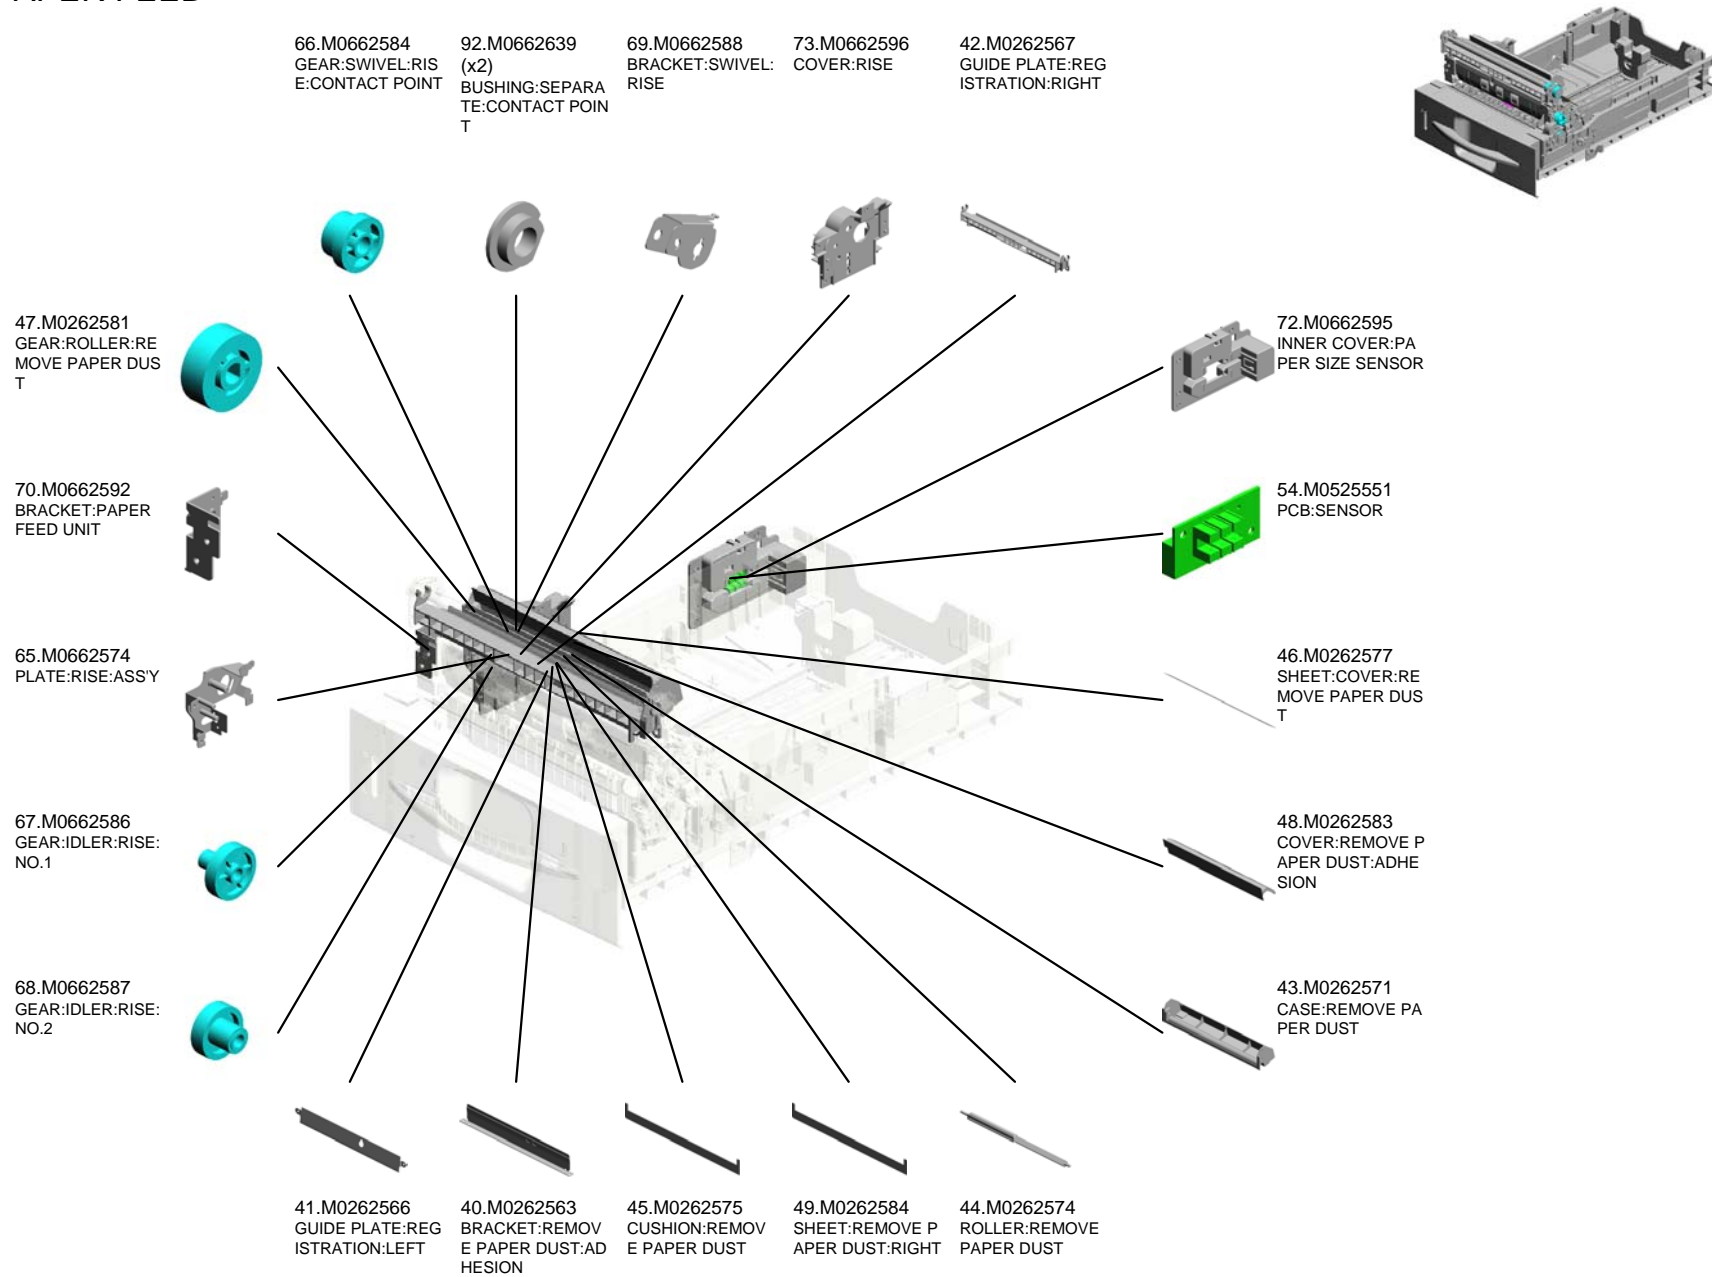 66.M0662584
GEAR:SWIVEL:RIS
E:CONTACT POINT
92.M0662639
(x2)
BUSHING:SEPARA
TE:CONTACT POIN
T
69.M0662588
BRACKET:SWIVEL:
RISE
73.M0662596
COVER:RISE
42.M0262567
GUIDE PLATE:REG
ISTRATION:RIGHT
47.M0262581
GEAR:ROLLER:RE
MOVE PAPER DUS
T
72.M0662595
INNER COVER:PA
PER SIZE SENSOR
70.M0662592
BRACKET:PAPER
FEED UNIT
54.M0525551
PCB:SENSOR
65.M0662574
PLATE:RISE:ASS'Y
46.M0262577
SHEET:COVER:RE
MOVE PAPER DUS
T
67.M0662586
GEAR:IDLER:RISE:
NO.1
48.M0262583
COVER:REMOVE P
APER DUST:ADHE
SION
68.M0662587
GEAR:IDLER:RISE:
NO.2
43.M0262571
CASE:REMOVE PA
PER DUST
41.M0262566
GUIDE PLATE:REG
ISTRATION:LEFT
40.M0262563
BRACKET:REMOV
E PAPER DUST:AD
HESION
45.M0262575
CUSHION:REMOV
E PAPER DUST
49.M0262584
SHEET:REMOVE P
APER DUST:RIGHT
44.M0262574
ROLLER:REMOVE
PAPER DUST